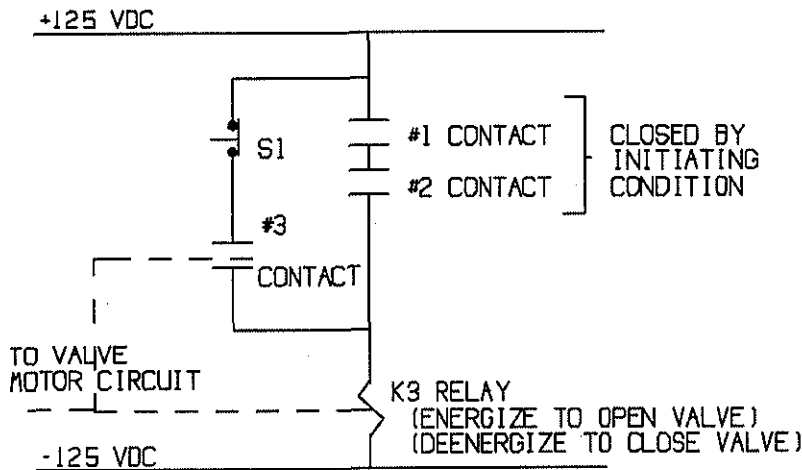 +125 VDC
S1
#1 CONTACT
#2 CONTACT
CLOSED BY
INITIATING
CONDITION
#3
CONTACT
TO VALVE
MOTOR CIRCUIT
K3 RELAY
(ENERGIZE TO OPEN VALVE)
(DEENERGIZE TO CLOSE VALVE)
-125 VDC